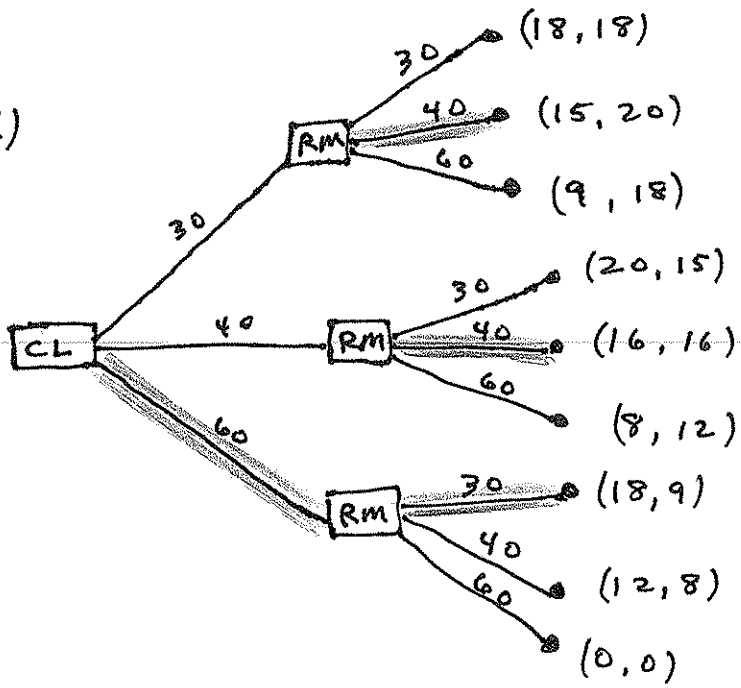 30 (18, 18)
)
RM 40 (15, 20)
60
(9, 18)
30
30 (20, 15)
CL 40 RM 40 (16, 16)
60
(8, 12)
60
RM 30 (18, 9)
40
60 (12, 8)
(0, 0)